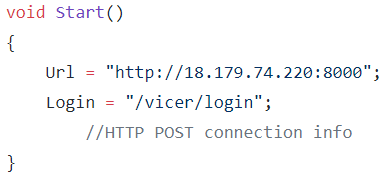 void Start()
{
    Url = "http://18.179.74.220:8000";
    Login = "/vicer/login";
        //HTTP POST connection info
}